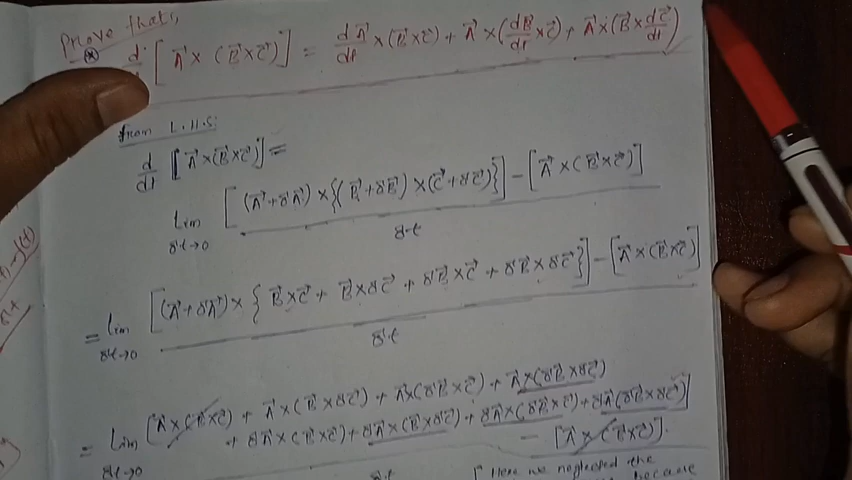 Prove that,
d/dt [A⃗ × (B⃗×C⃗)] = dA⃗/dt ×(B⃗×C⃗) + A⃗ × (dB⃗/dt ×C⃗) + A⃗ × (B⃗ × dC⃗/dt)
from L.H.S:
d/dt [A⃗×(B⃗×C⃗)] =
Lim δt→0 [(A⃗+δA⃗) × {(B⃗+δB⃗) × (C⃗+δC⃗)}] − [A⃗ × (B⃗×C⃗)] / δt
= Lim δt→0 [(A⃗+δA⃗) × { B⃗×C⃗ + B⃗×δC⃗ + δB⃗×C⃗ + δB⃗×δC⃗ }] − [A⃗×(B⃗×C⃗)] / δt
= Lim δt→0 [A⃗×(B⃗×C⃗) + A⃗×(B⃗×δC⃗) + A⃗×(δB⃗×C⃗) + A⃗×(δB⃗×δC⃗)
+ δA⃗×(B⃗×C⃗) + δA⃗×(B⃗×δC⃗) + δA⃗×(δB⃗×C⃗) + δA⃗(δB⃗×δC⃗)]
− [A⃗×(B⃗×C⃗)]
δt
[ Here we neglected the
because